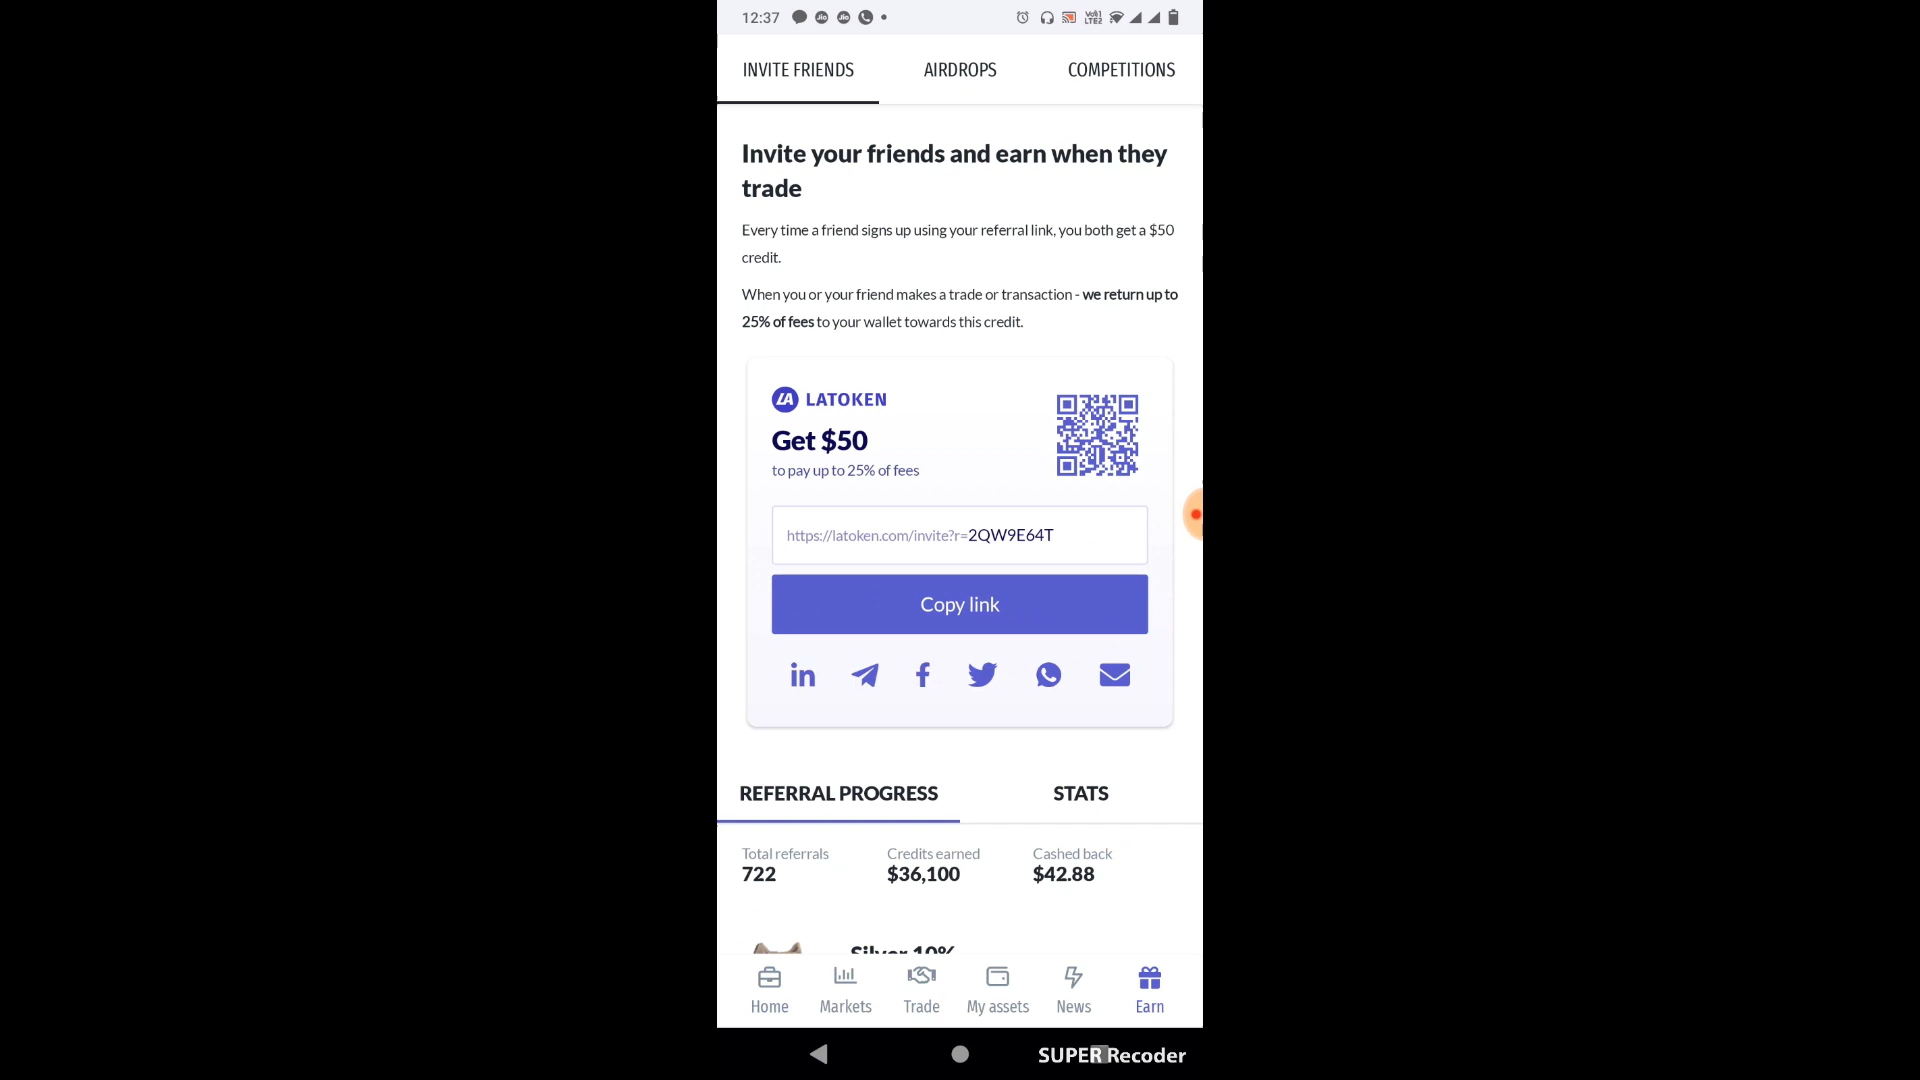 12:37
INVITE FRIENDS AIRDROPS COMPETITIONS
Invite your friends and earn when they
trade
Every time a friend signs up using your referral link, you both get a $50
credit.
When you or your friend makes a trade or transaction - we return up to
25% of fees to your wallet towards this credit.
LA LATOKEN
Get $50
to pay up to 25% of fees
https://latoken.com/invite?r=2QW9E64T
Copy link
REFERRAL PROGRESS STATS
Total referrals Credits earned Cashed back
722 $36,100 $42.88
Silver 10%
Home Markets Trade My assets News Earn
SUPER Recoder